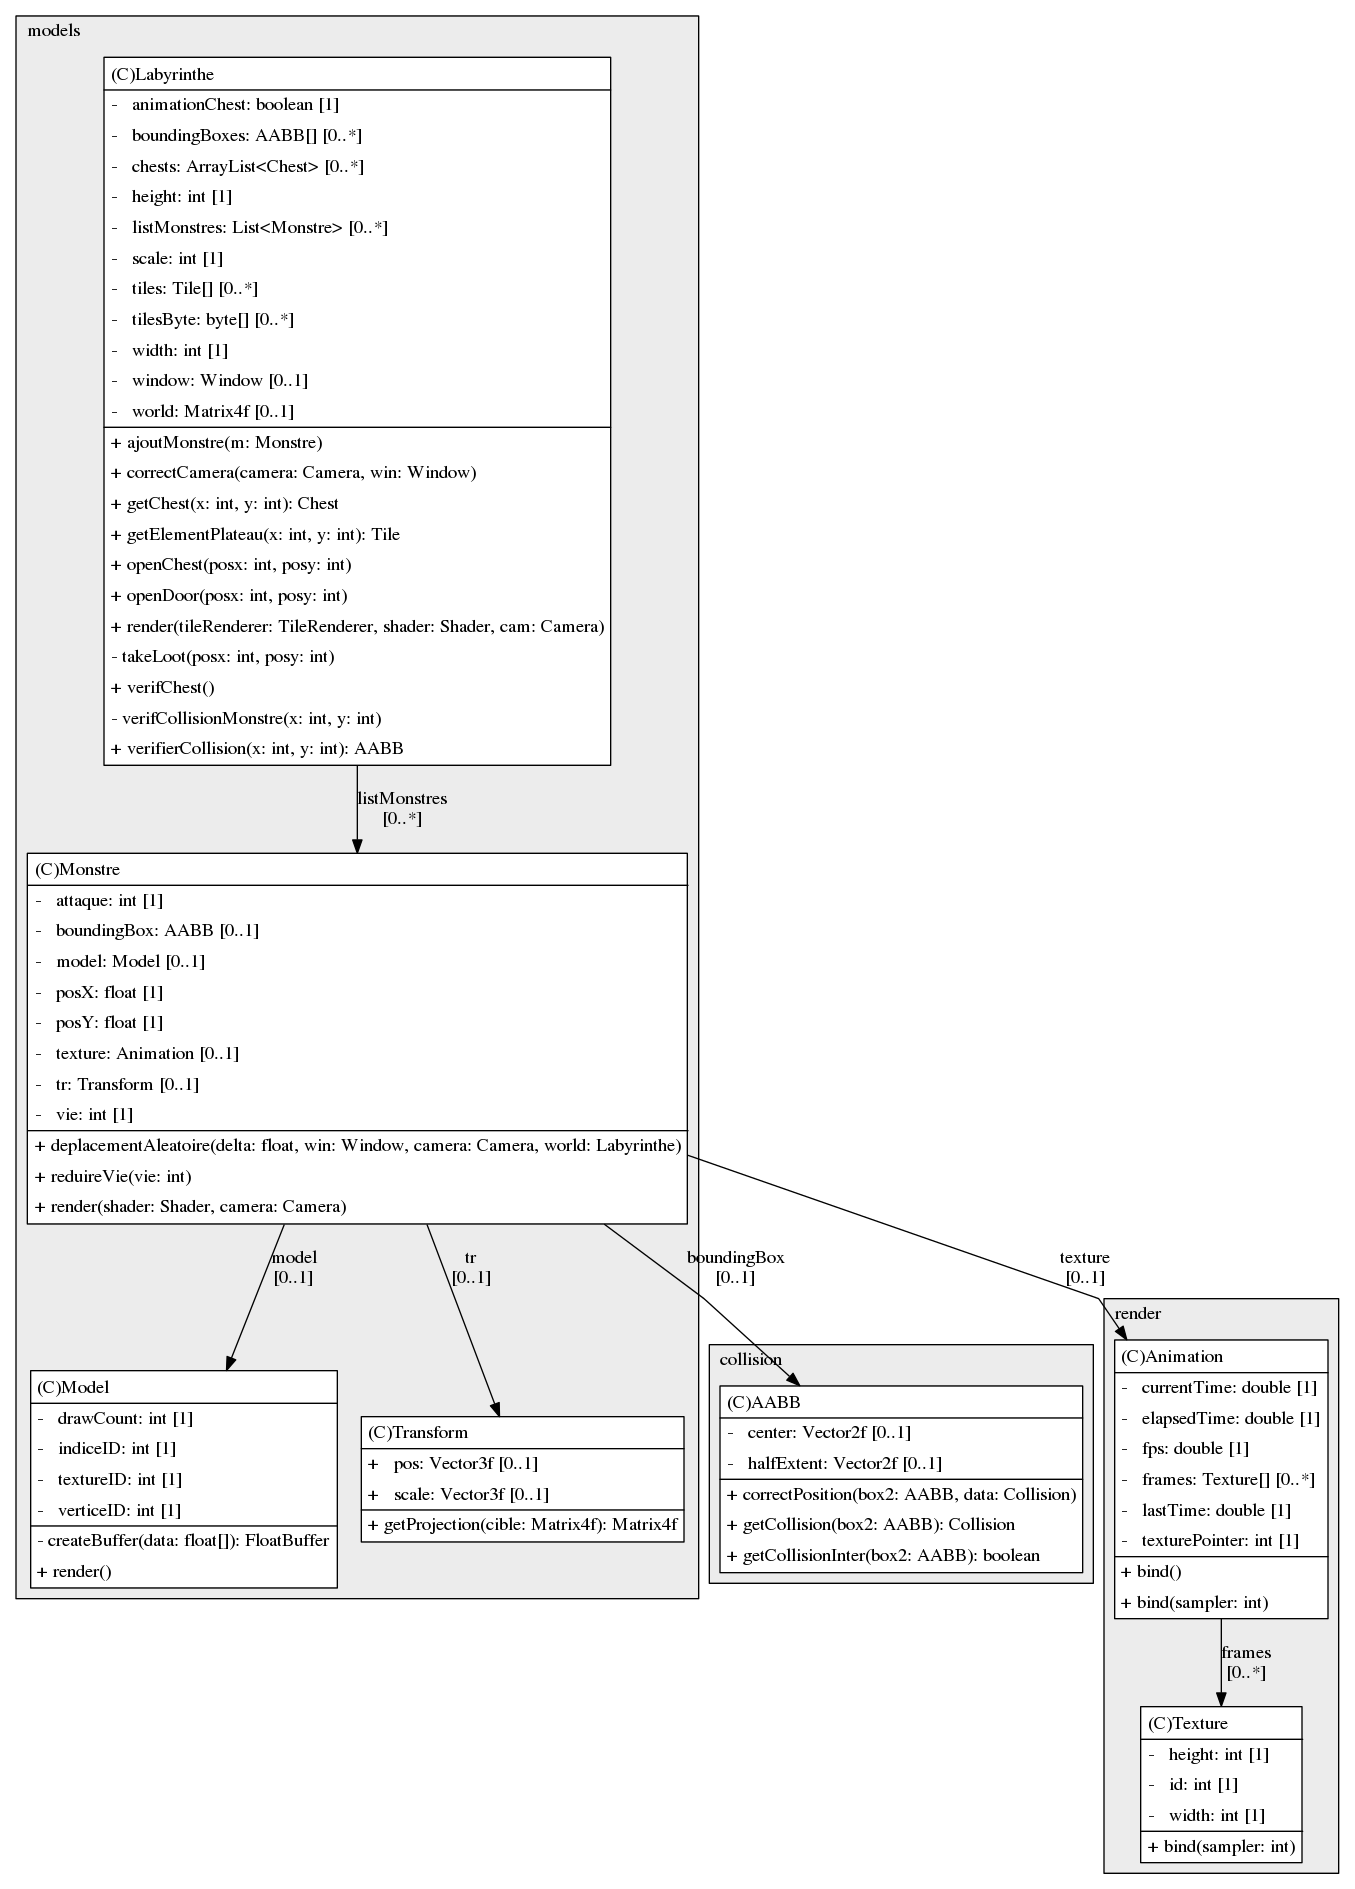 models
(C)Labyrinthe
- animationChest: boolean [1]
- boundingBoxes: AABB[] [0..*]
- chests: ArrayList<Chest> [0..*]
- height: int [1]
- listMonstres: List<Monstre> [0..*]
- scale: int [1]
- tiles: Tile[] [0..*]
- tilesByte: byte[] [0..*]
- width: int [1]
- window: Window [0..1]
- world: Matrix4f [0..1]
+ ajoutMonstre(m: Monstre)
+ correctCamera(camera: Camera, win: Window)
+ getChest(x: int, y: int): Chest
+ getElementPlateau(x: int, y: int): Tile
+ openChest(posx: int, posy: int)
+ openDoor(posx: int, posy: int)
+ render(tileRenderer: TileRenderer, shader: Shader, cam: Camera)
- takeLoot(posx: int, posy: int)
+ verifChest()
- verifCollisionMonstre(x: int, y: int)
+ verifierCollision(x: int, y: int): AABB
listMonstres
[0..*]
(C)Monstre
- attaque: int [1]
- boundingBox: AABB [0..1]
- model: Model [0..1]
- posX: float [1]
- posY: float [1]
- texture: Animation [0..1]
- tr: Transform [0..1]
- vie: int [1]
+ deplacementAleatoire(delta: float, win: Window, camera: Camera, world: Labyrinthe)
+ reduireVie(vie: int)
+ render(shader: Shader, camera: Camera)
model
[0..1]
tr
[0..1]
boundingBox
[0..1]
texture
[0..1]
(C)Model
- drawCount: int [1]
- indiceID: int [1]
- textureID: int [1]
- verticeID: int [1]
- createBuffer(data: float[]): FloatBuffer
+ render()
(C)Transform
+ pos: Vector3f [0..1]
+ scale: Vector3f [0..1]
+ getProjection(cible: Matrix4f): Matrix4f
collision
(C)AABB
- center: Vector2f [0..1]
- halfExtent: Vector2f [0..1]
+ correctPosition(box2: AABB, data: Collision)
+ getCollision(box2: AABB): Collision
+ getCollisionInter(box2: AABB): boolean
render
(C)Animation
- currentTime: double [1]
- elapsedTime: double [1]
- fps: double [1]
- frames: Texture[] [0..*]
- lastTime: double [1]
- texturePointer: int [1]
+ bind()
+ bind(sampler: int)
frames
[0..*]
(C)Texture
- height: int [1]
- id: int [1]
- width: int [1]
+ bind(sampler: int)